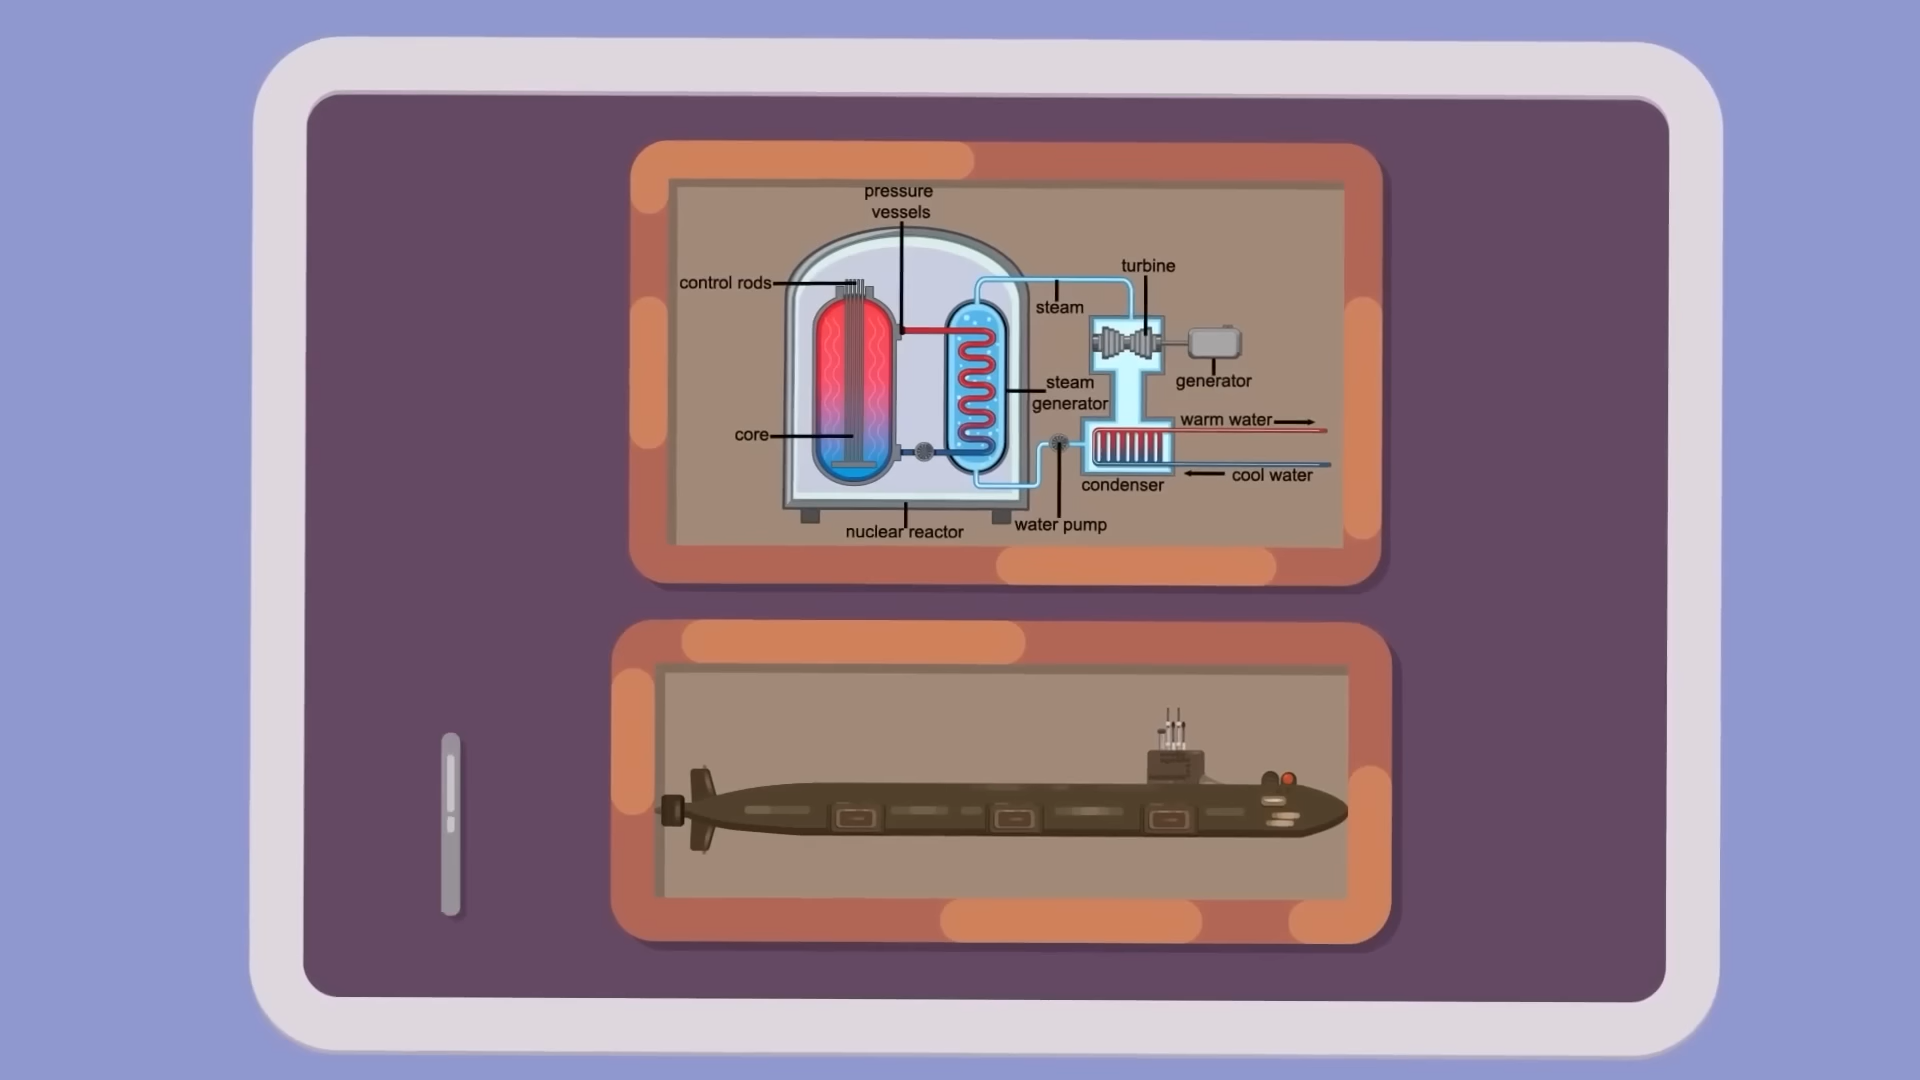 pressure
vessels
control rods
turbine
steam
steam
generator
generator
warm water
core
cool water
condenser
water pump
nuclear reactor